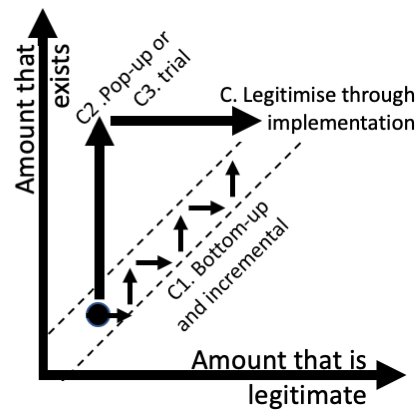 Amount that
exists
C2 .Pop-up or
C3. trial
C. Legitimise through
implementation
C1. Bottom-up
and incremental
Amount that is
legitimate